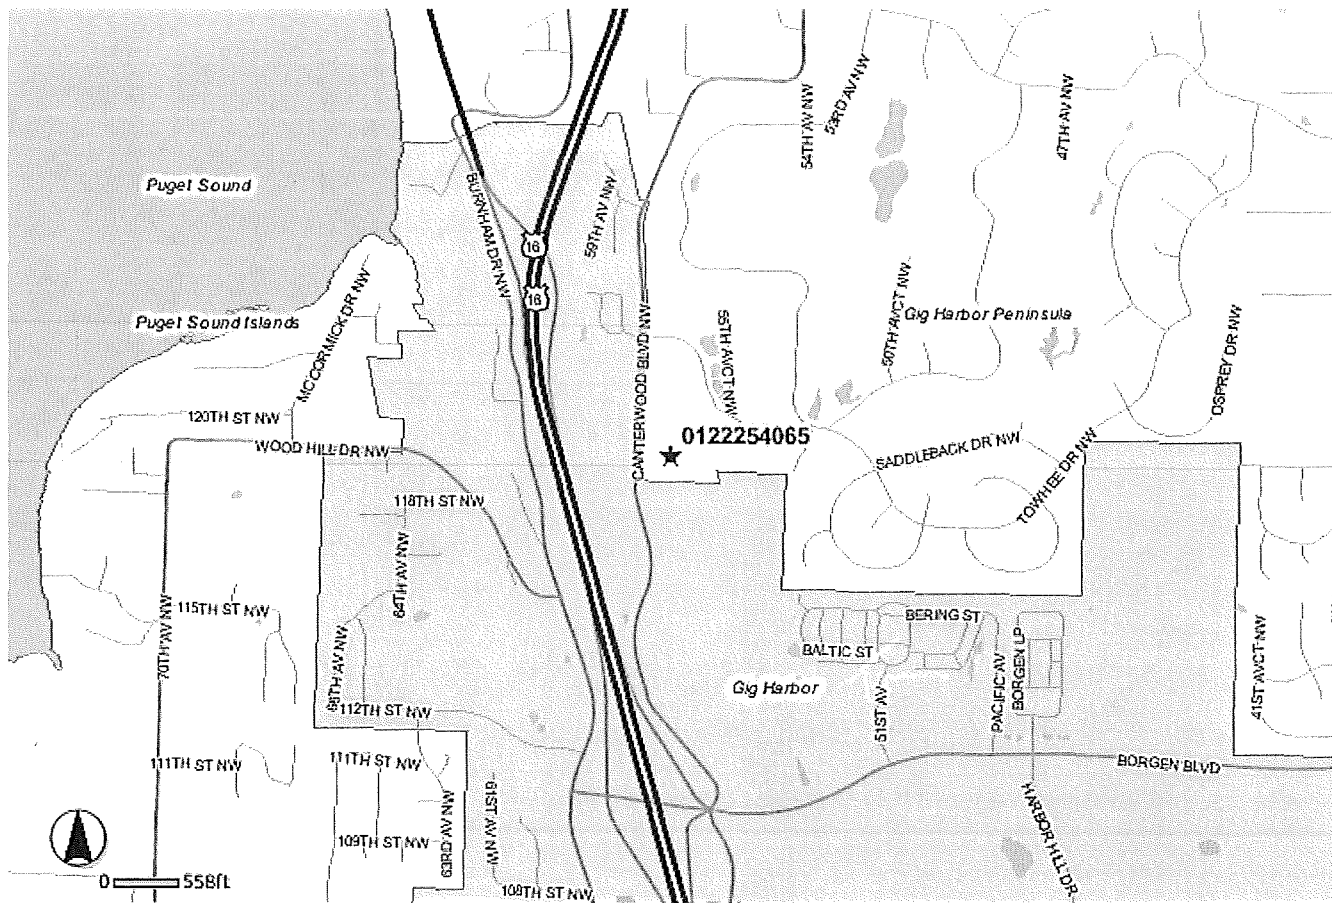 54TH AV NW
53RD AV NW
47TH AV NW
Puget Sound
BURNHAM DR NW
59TH AV NW
16
16
MCCORMICK DR NW
Puget Sound Islands
CANTERWOOD BLVD NW
55TH AVCT NW
50TH AVCT NW
Gig Harbor Peninsula
OSPREY DR NW
120TH ST NW
WOOD HILL DR NW
0122254065
SADDLEBACK DR NW
TOWHEE DR NW
118TH ST NW
64TH AV NW
115TH ST NW
70TH AV NW
66TH AV NW
BERING ST
BALTIC ST
PACIFIC AV
BORGEN LP
Gig Harbor
51ST AV
41ST AVCT NW
112TH ST NW
111TH ST NW
111TH ST NW
BORGEN BLVD
63RD AV NW
61ST AV NW
HARBOR HILL DR
109TH ST NW
108TH ST NW
0 558ft